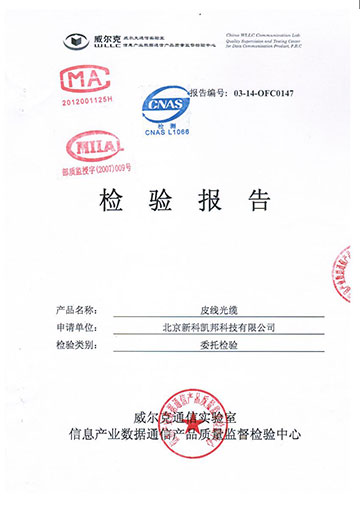 威尔克 威尔克通信实验室
WLLC 信息产业数据通信产品质量监督检验中心
China WLLC Communication Lab
Quality Supervision and Testing Center
for Data Communication Product, P.R.C
MA
2012001125H
CNAS
检测
CNAS L1066
报告编号: 03-14-OFC0147
部质监授字(2007)009号
检验报告
产品名称: 皮线光缆
申请单位: 北京新科凯邦科技有限公司
检验类别: 委托检验
威尔克通信实验室
信息产业数据通信产品质量监督检验中心